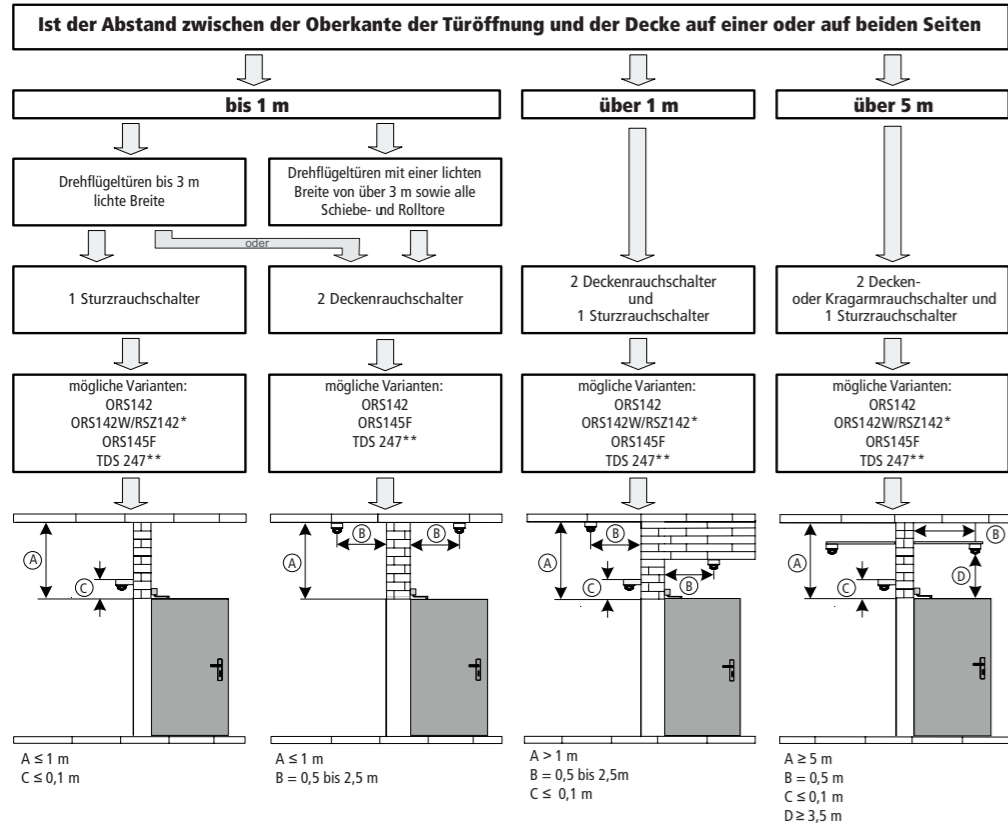 Ist der Abstand zwischen der Oberkante der Türöffnung und der Decke auf einer oder auf beiden Seiten
bis 1 m
über 1 m
über 5 m
Drehflügeltüren bis 3 m
lichte Breite
Drehflügeltüren mit einer lichten
Breite von über 3 m sowie alle
Schiebe- und Rolltore
oder
1 Sturzrauchschalter
2 Deckenrauchschalter
2 Deckenrauchschalter
und
1 Sturzrauchschalter
2 Decken-
oder Kragarmrauchschalter und
1 Sturzrauchschalter
mögliche Varianten:
ORS142
ORS142W/RSZ142*
ORS145F
TDS 247**
mögliche Varianten:
ORS142
ORS145F
TDS 247**
mögliche Varianten:
ORS142
ORS142W/RSZ142*
ORS145F
TDS 247**
mögliche Varianten:
ORS142
ORS142W/RSZ142*
ORS145F
TDS 247**
A
C
A
B
B
A
B
C
B
A
B
C
D
A ≤ 1 m
C ≤ 0,1 m
A ≤ 1 m
B = 0,5 bis 2,5 m
A > 1 m
B = 0,5 bis 2,5m
C ≤ 0,1 m
A ≥ 5 m
B = 0,5 m
C ≤ 0,1 m
D ≥ 3,5 m